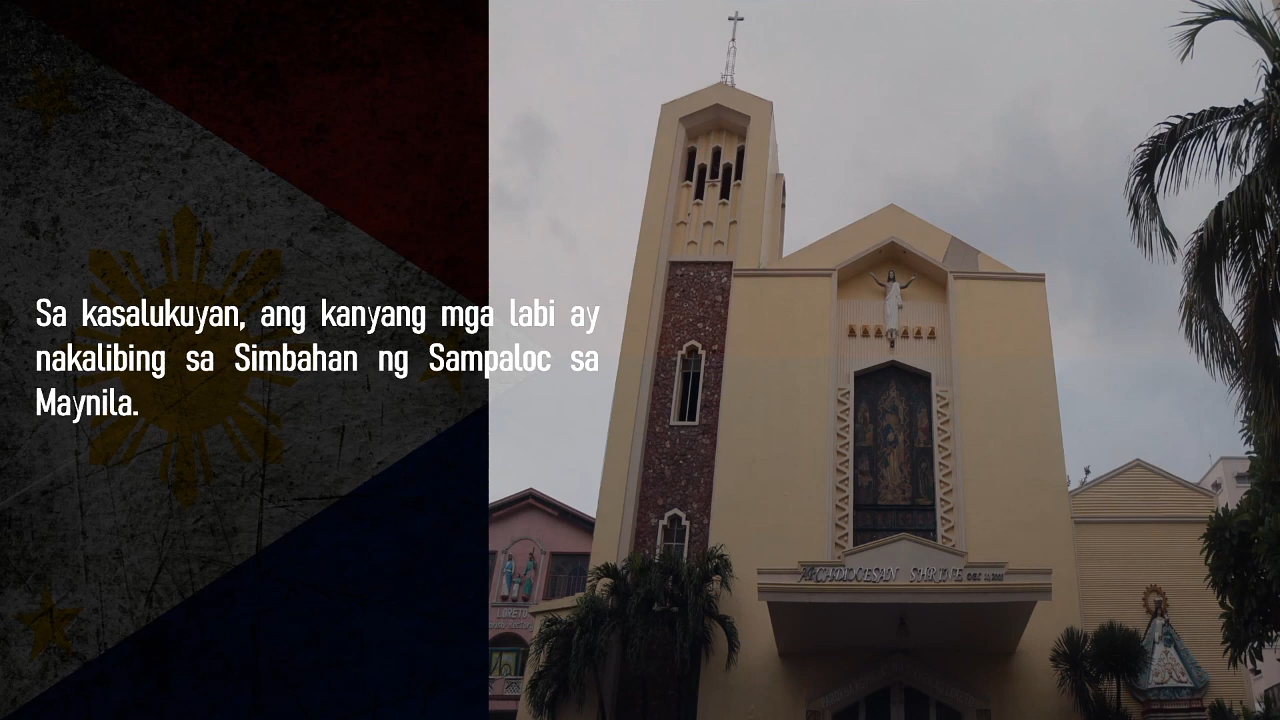 Sa kasalukuyan, ang kanyang mga labi ay
nakalibing sa Simbahan ng Sampaloc sa
Maynila.
ARCHDIOCESAN SHRINE
LORETO